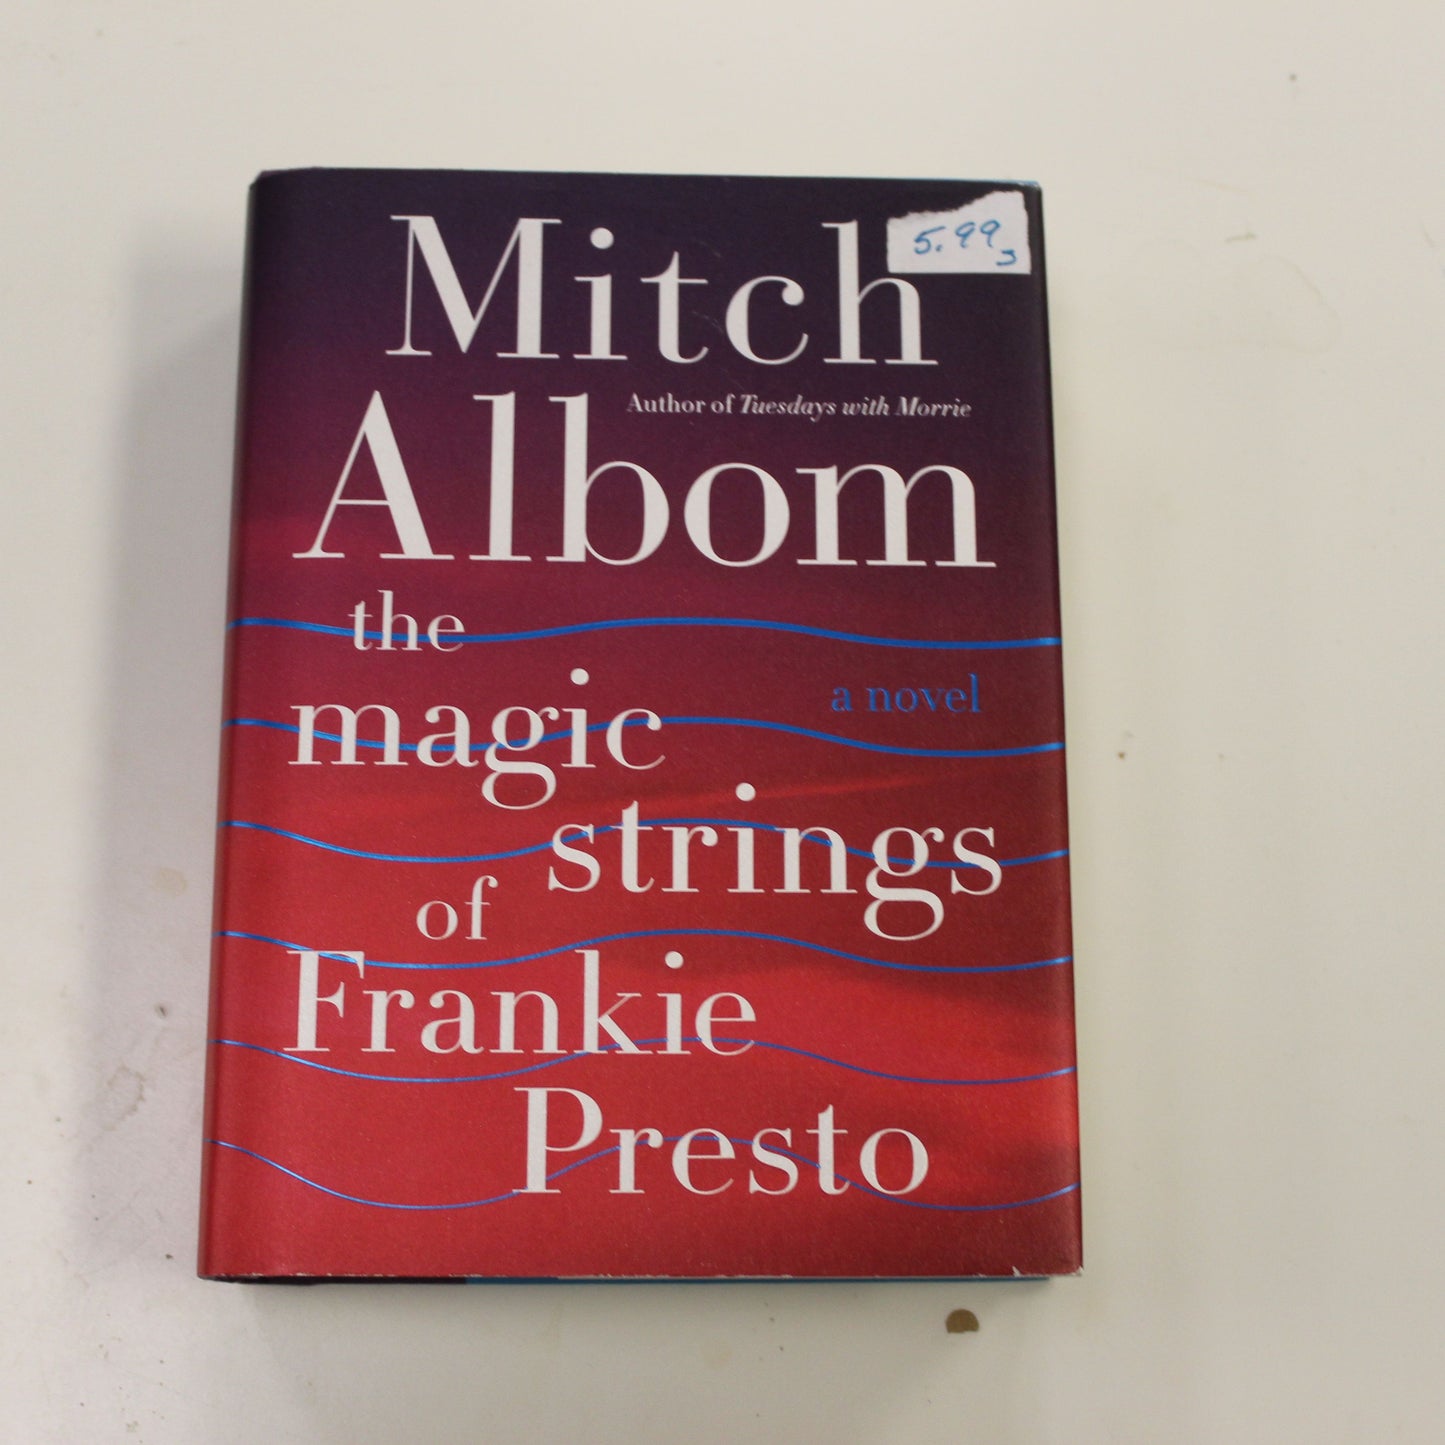 5.99
Mitch
Author of Tuesdays with Morrie
Albom
the
a novel
magic
strings
of
Frankie
Presto